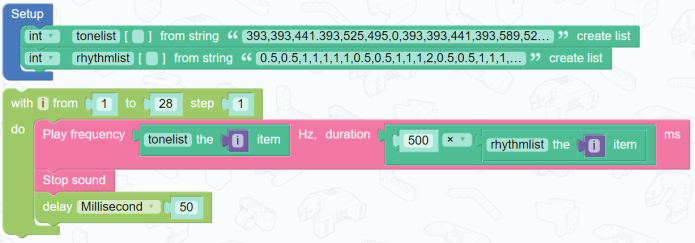 Setup
int tonelist [ ] from string “ 393,393,441,393,525,495,0,393,393,441,393,589,52... ” create list
int rhythmlist [ ] from string “ 0.5,0.5,1,1,1,1,1,0.5,0.5,1,1,1,2,0.5,0.5,1,1,1,... ” create list
with i from 1 to 28 step 1
do Play frequency tonelist the i item Hz, duration 500 × rhythmlist the i item ms
Stop sound
delay Millisecond 50